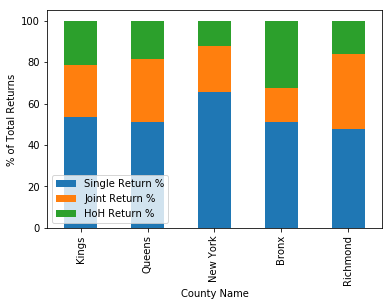 100
80
60
40
20
0
% of Total Returns
Single Return %
Joint Return %
HoH Return %
Kings
Queens
New York
Bronx
Richmond
County Name